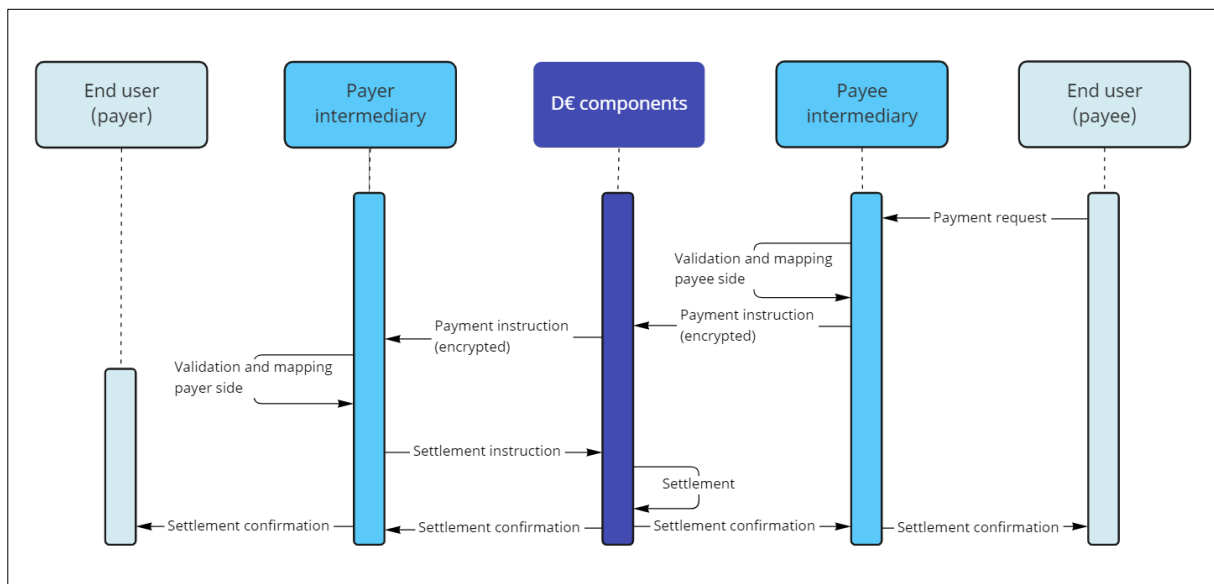 End user
(payer)
Payer
intermediary
D€ components
Payee
intermediary
End user
(payee)
Payment request
Validation and mapping
payee side
Payment instruction
(encrypted)
Payment instruction
(encrypted)
Validation and mapping
payer side
Settlement instruction
Settlement
Settlement confirmation
Settlement confirmation
Settlement confirmation
Settlement confirmation